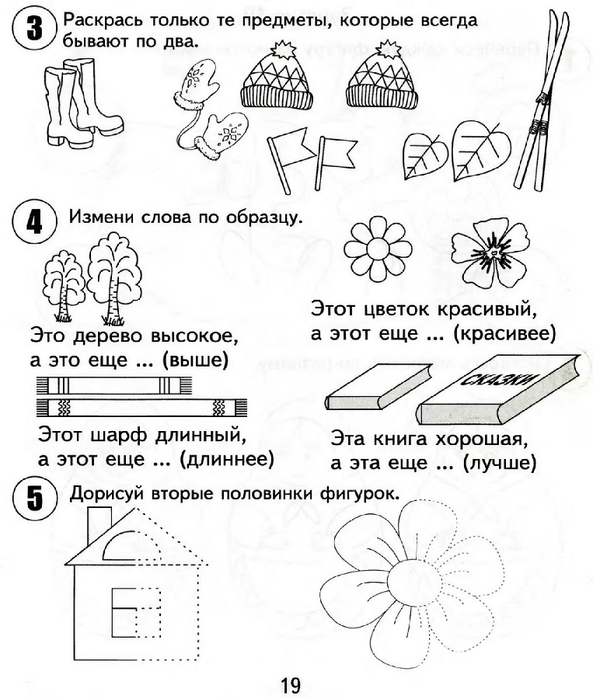 3 Раскрась только те предметы, которые всегда
бывают по два.
4 Измени слова по образцу.
Это дерево высокое,
а это еще ... (выше)
Этот цветок красивый,
а этот еще ... (красивее)
Этот шарф длинный,
а этот еще ... (длиннее)
СКАЗКИ
Эта книга хорошая,
а эта еще ... (лучше)
5 Дорисуй вторые половинки фигурок.
19